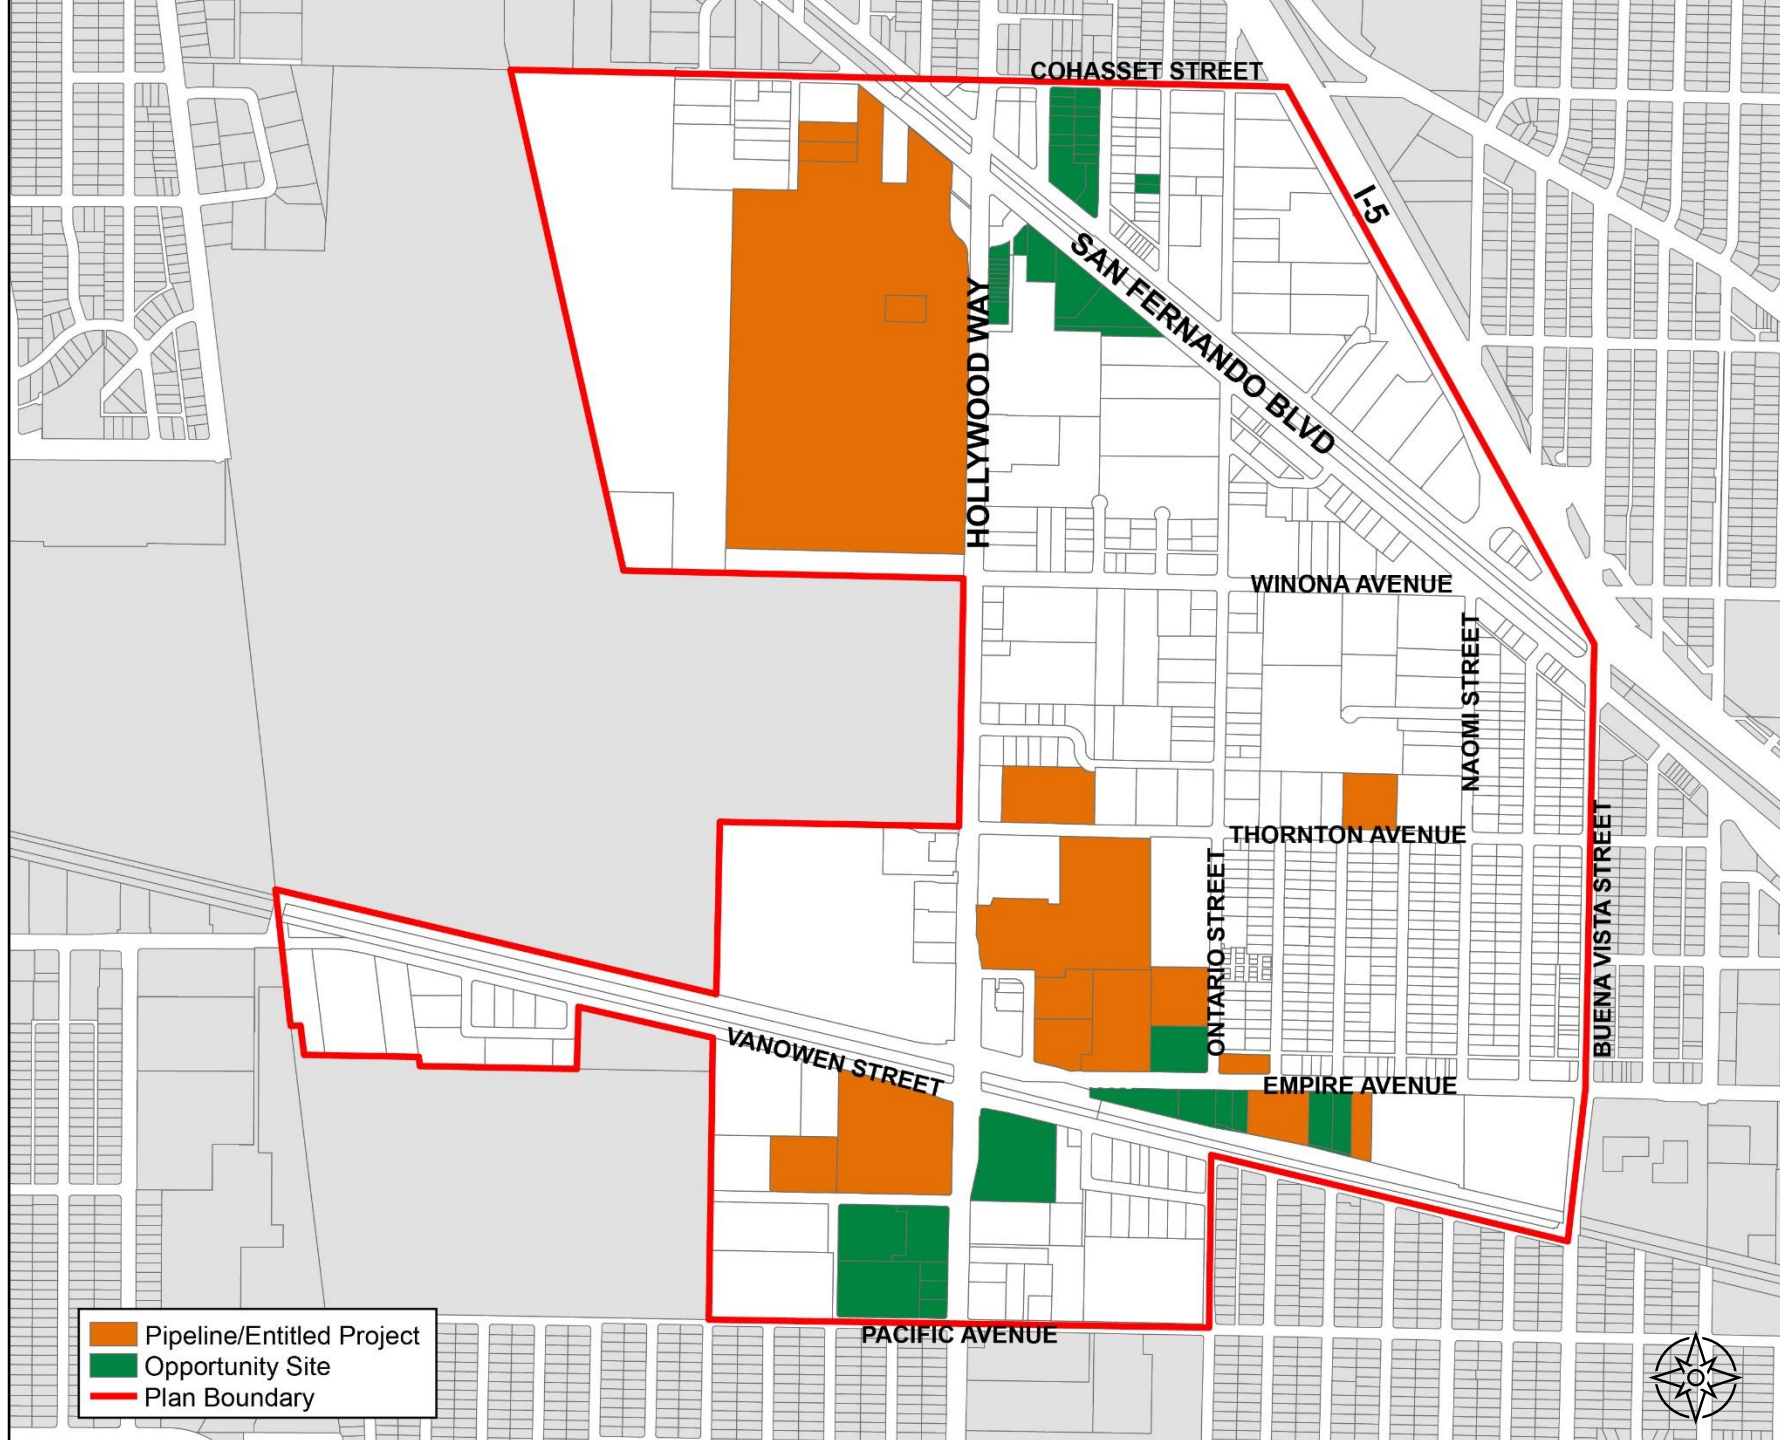 COHASSET STREET
I-5
SAN FERNANDO BLVD
HOLLYWOOD WAY
WINONA AVENUE
NAOMI STREET
THORNTON AVENUE
BUENA VISTA STREET
ONTARIO STREET
VANOWEN STREET
EMPIRE AVENUE
PACIFIC AVENUE
Pipeline/Entitled Project
Opportunity Site
Plan Boundary